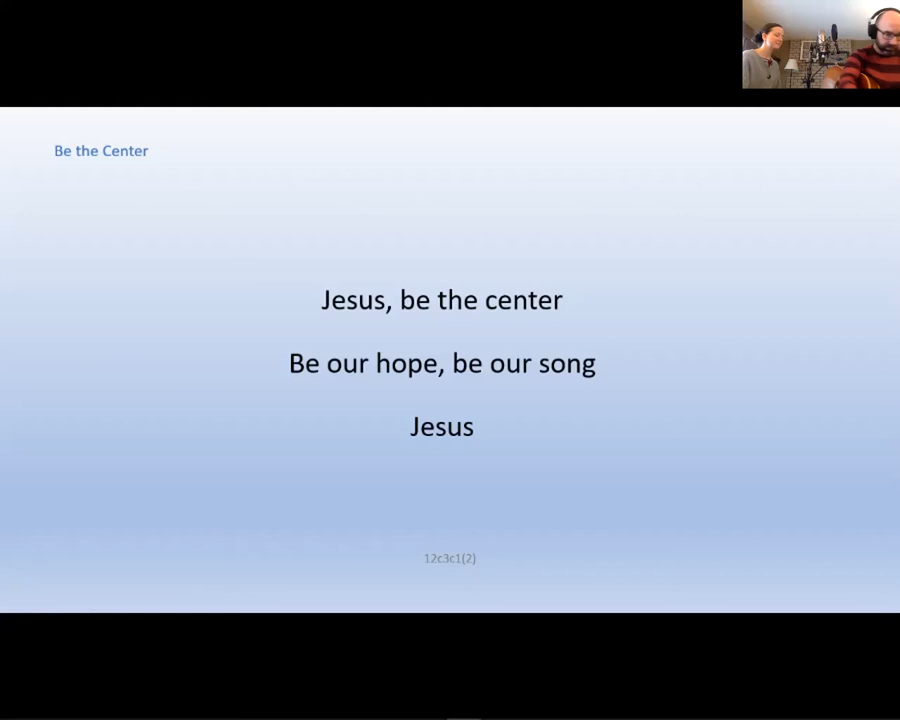 Be the Center
Jesus, be the center
Be our hope, be our song
Jesus
12c3c1(2)